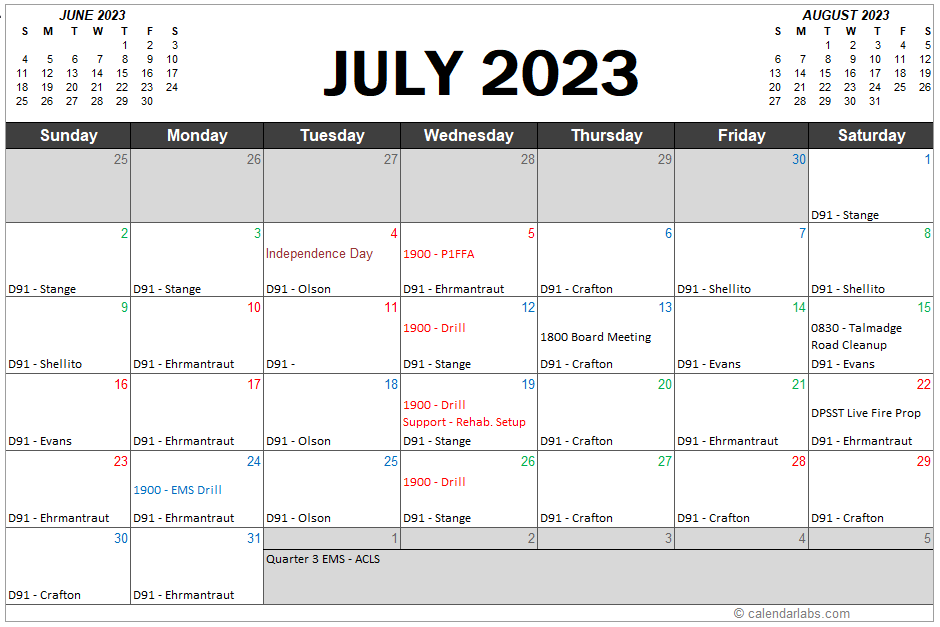 JUNE 2023
S M T W T F S
1 2 3
4 5 6 7 8 9 10
11 12 13 14 15 16 17
18 19 20 21 22 23 24
25 26 27 28 29 30
JULY 2023
AUGUST 2023
S M T W T F S
1 2 3 4 5
6 7 8 9 10 11 12
13 14 15 16 17 18 19
20 21 22 23 24 25 26
27 28 29 30 31
Sunday Monday Tuesday Wednesday Thursday Friday Saturday
25 26 27 28 29 30 1
D91 - Stange
2 3 4 5 6 7 8
Independence Day 1900 - P1FFA
D91 - Stange D91 - Stange D91 - Olson D91 - Ehrmantraut D91 - Crafton D91 - Shellito D91 - Shellito
9 10 11 12 13 14 15
1900 - Drill 0830 - Talmadge
1800 Board Meeting Road Cleanup
D91 - Shellito D91 - Ehrmantraut D91 - D91 - Stange D91 - Crafton D91 - Evans D91 - Evans
16 17 18 19 20 21 22
1900 - Drill DPSST Live Fire Prop
Support - Rehab. Setup
D91 - Evans D91 - Ehrmantraut D91 - Olson D91 - Stange D91 - Crafton D91 - Ehrmantraut D91 - Ehrmantraut
23 24 25 26 27 28 29
1900 - EMS Drill 1900 - Drill
D91 - Ehrmantraut D91 - Ehrmantraut D91 - Olson D91 - Stange D91 - Crafton D91 - Crafton D91 - Crafton
30 31 1 2 3 4 5
Quarter 3 EMS - ACLS
D91 - Crafton D91 - Ehrmantraut
© calendarlabs.com